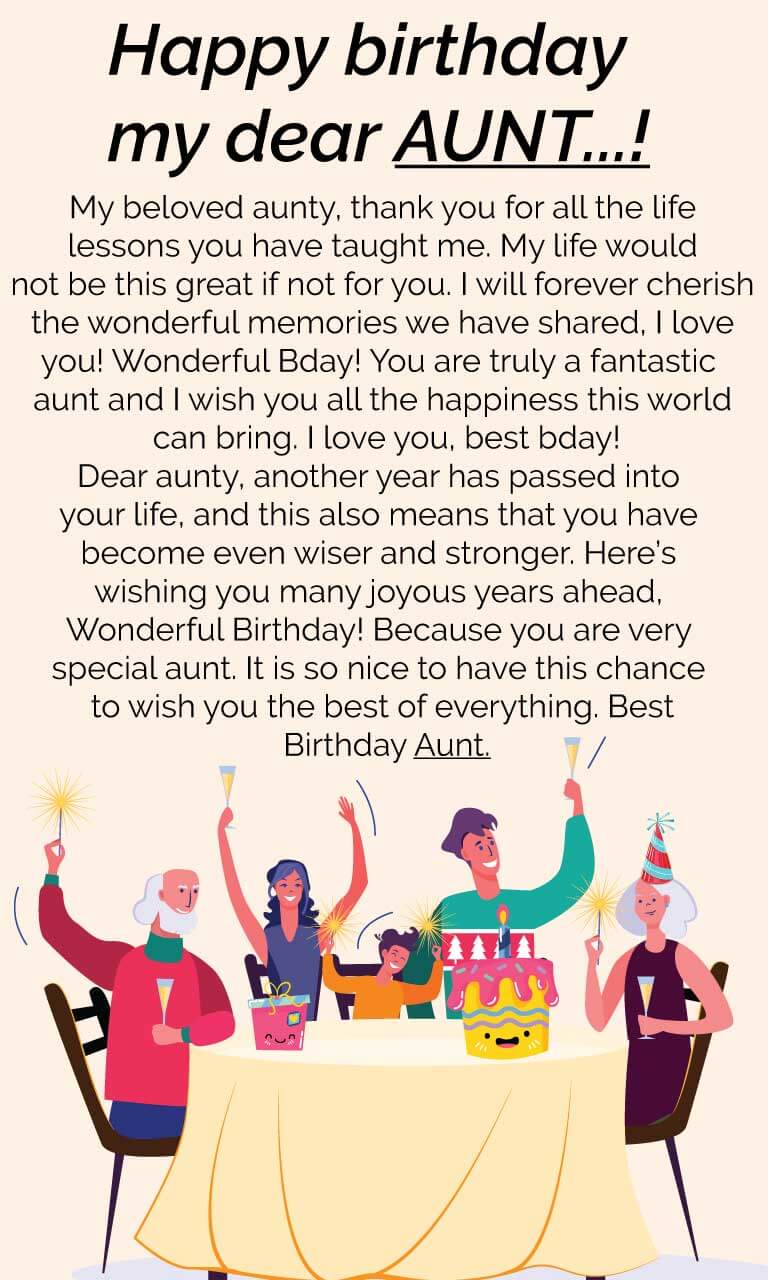 Happy birthday
my dear AUNT...!
My beloved aunty, thank you for all the life
lessons you have taught me. My life would
not be this great if not for you. I will forever cherish
the wonderful memories we have shared, I love
you! Wonderful Bday! You are truly a fantastic
aunt and I wish you all the happiness this world
can bring. I love you, best bday!
Dear aunty, another year has passed into
your life, and this also means that you have
become even wiser and stronger. Here’s
wishing you many joyous years ahead,
Wonderful Birthday! Because you are very
special aunt. It is so nice to have this chance
to wish you the best of everything. Best
Birthday Aunt.